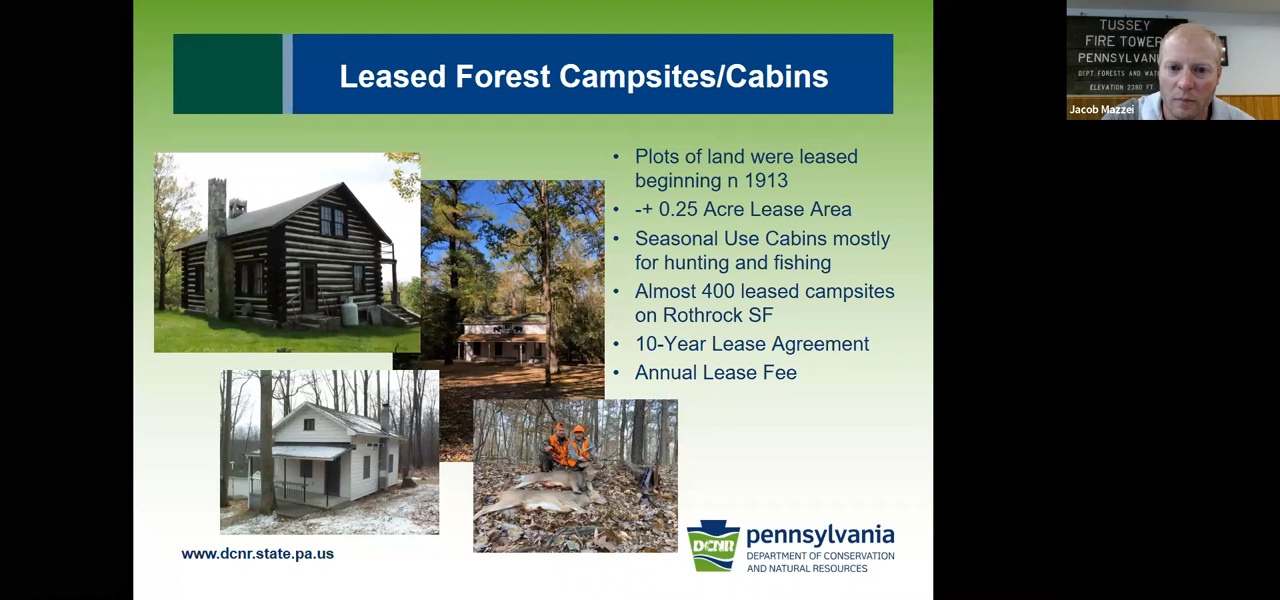 Leased Forest Campsites/Cabins
• Plots of land were leased
beginning n 1913
• -+ 0.25 Acre Lease Area
• Seasonal Use Cabins mostly
for hunting and fishing
• Almost 400 leased campsites
on Rothrock SF
• 10-Year Lease Agreement
• Annual Lease Fee
www.dcnr.state.pa.us
DCNR
pennsylvania
DEPARTMENT OF CONSERVATION
AND NATURAL RESOURCES
TUSSEY
FIRE TOWER
PENNSYLVANI
DEPT FORESTS AND WAT
ELEVATION 2380 FT
Jacob Mazzei